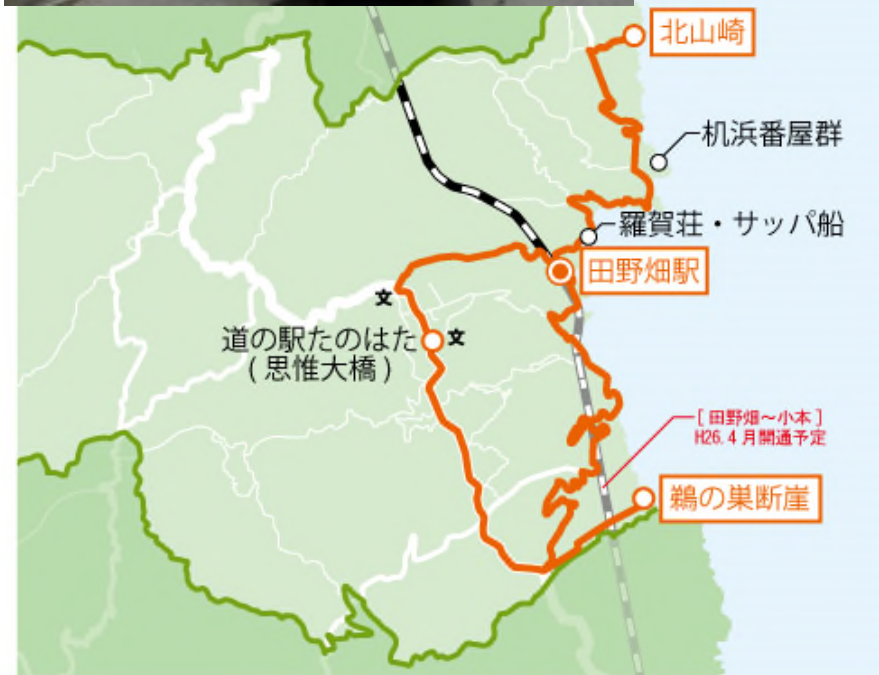 北山崎
机浜番屋群
羅賀荘・サッパ船
田野畑駅
文
道の駅たのはた
文
(思惟大橋)
[田野畑～小本]
H26.4月開通予定
鵜の巣断崖